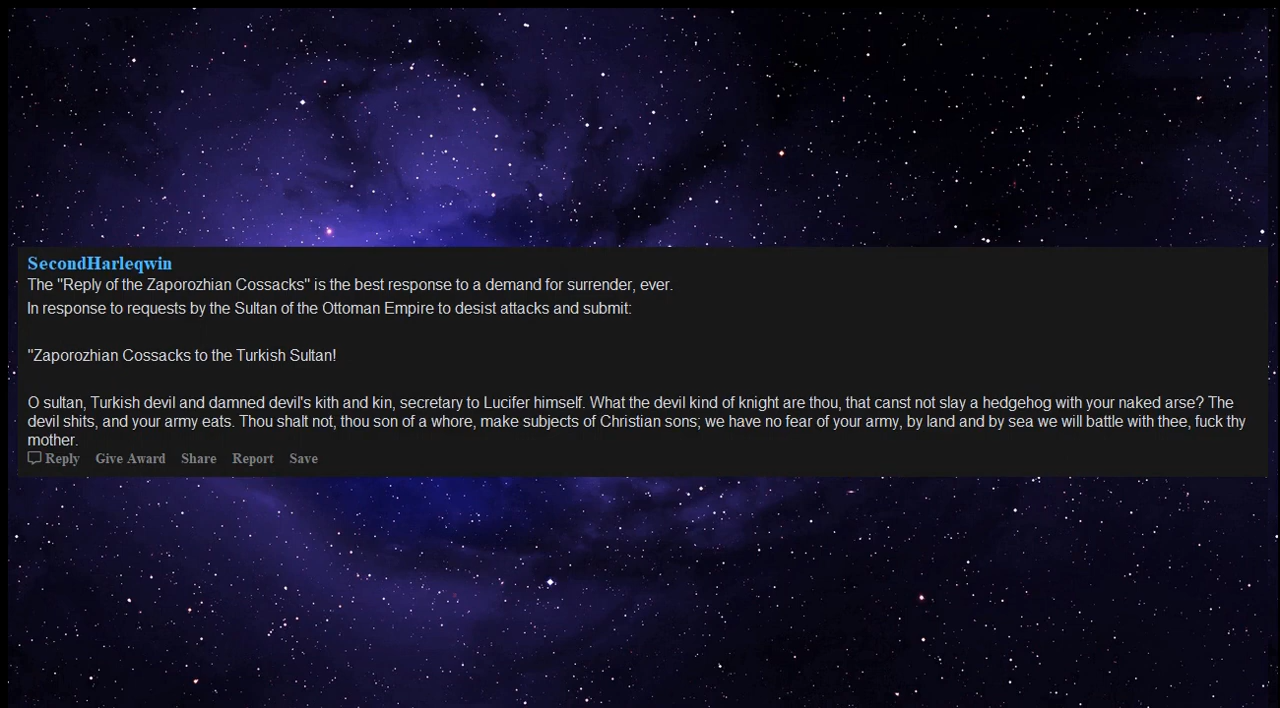 SecondHarleqwin
The "Reply of the Zaporozhian Cossacks" is the best response to a demand for surrender, ever.
In response to requests by the Sultan of the Ottoman Empire to desist attacks and submit:
"Zaporozhian Cossacks to the Turkish Sultan!
O sultan, Turkish devil and damned devil's kith and kin, secretary to Lucifer himself. What the devil kind of knight are thou, that canst not slay a hedgehog with your naked arse? The
devil shits, and your army eats. Thou shalt not, thou son of a whore, make subjects of Christian sons; we have no fear of your army, by land and by sea we will battle with thee, fuck thy
mother.
Reply Give Award Share Report Save